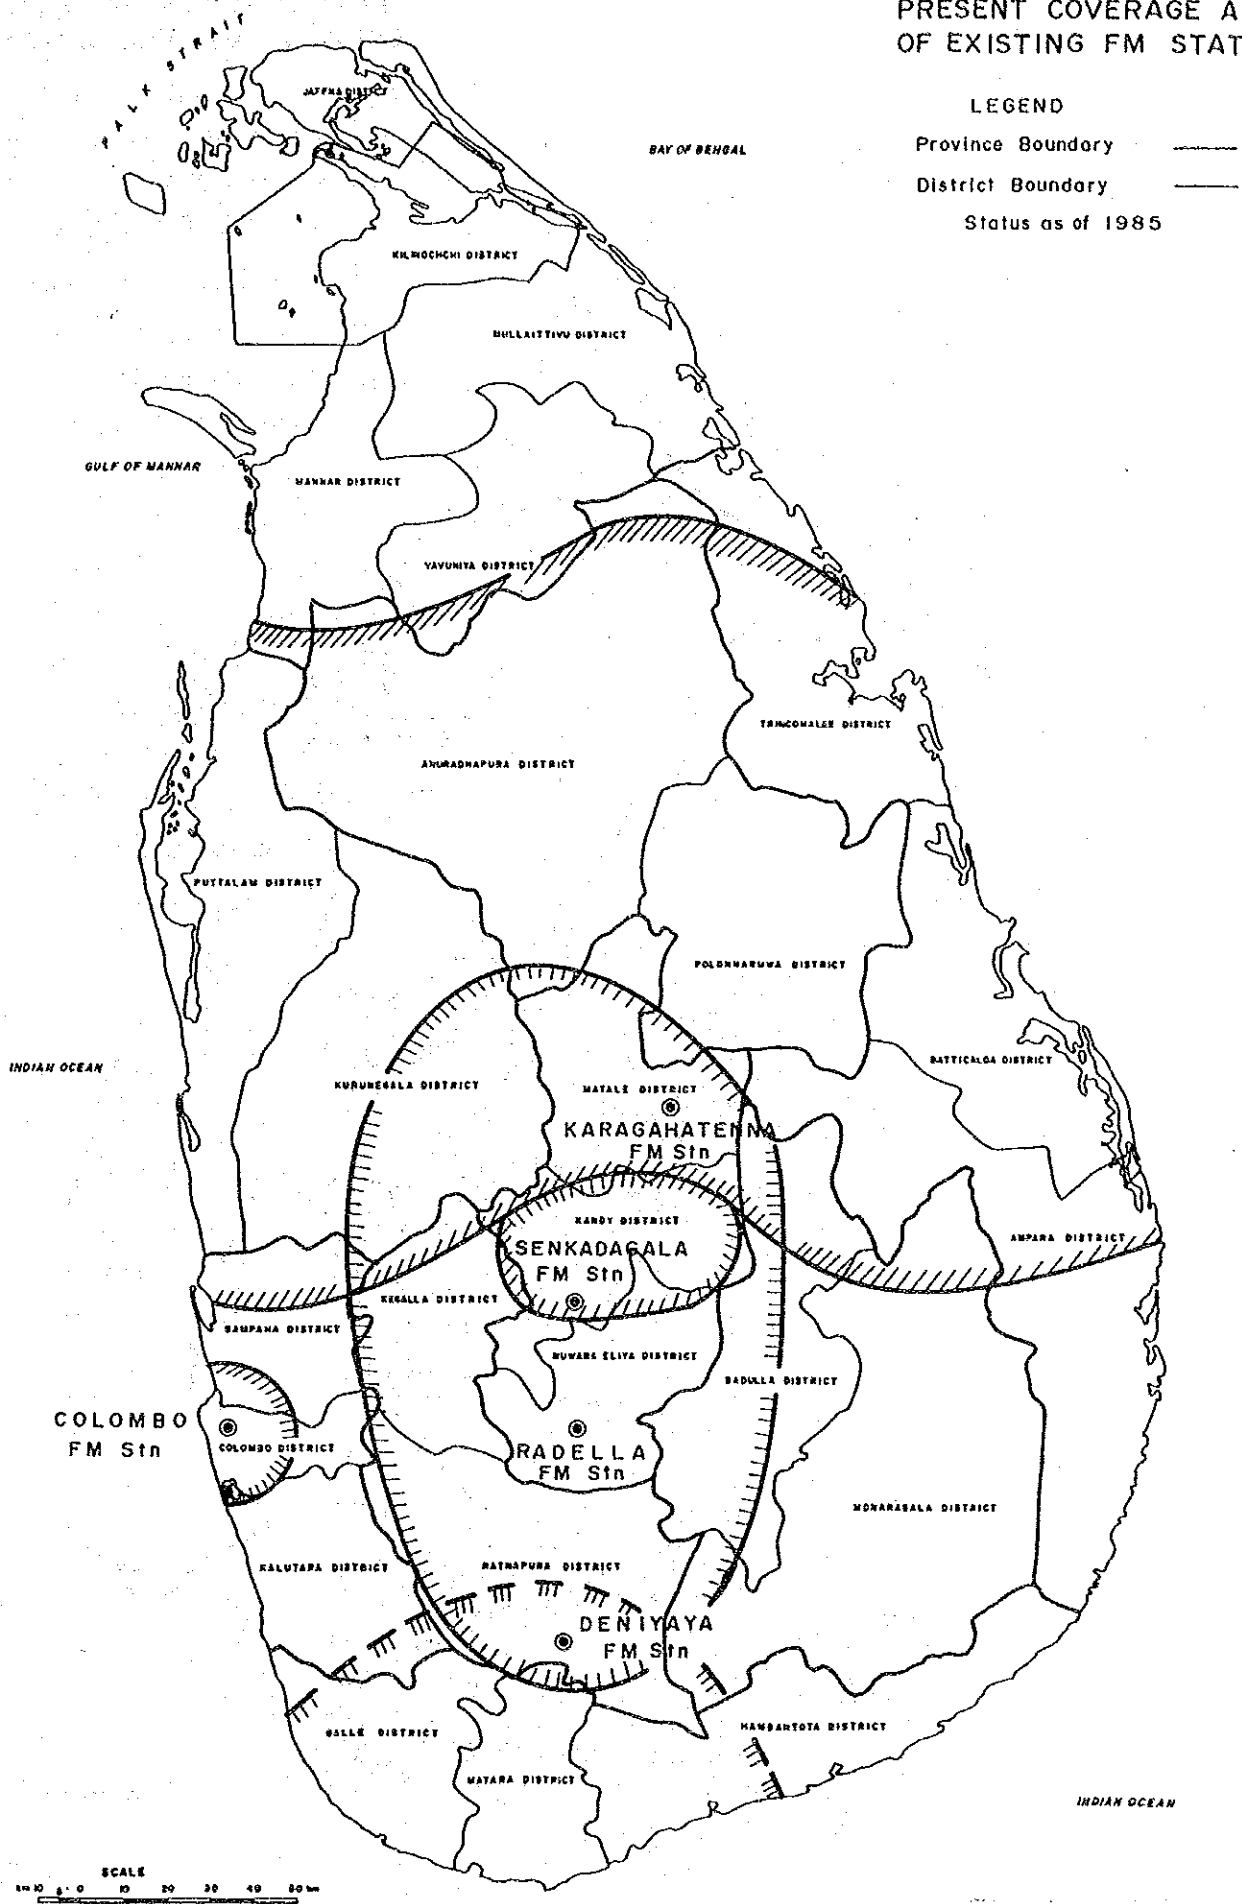 PRESENT COVERAGE A
OF EXISTING FM STAT
LEGEND
Province Boundary
District Boundary
Status as of 1985
PALK STRAIT
JAFFNA DISTRICT
BAY OF BENGAL
KILINOCHCHI DISTRICT
MULLAITTIVU DISTRICT
GULF OF MANNAR
MANNAR DISTRICT
VAVUNIYA DISTRICT
TRINCOMALEE DISTRICT
ANURADHAPURA DISTRICT
PUTTALAM DISTRICT
POLONNARUWA DISTRICT
BATTICALOA DISTRICT
INDIAN OCEAN
KURUNEGALA DISTRICT
MATALE DISTRICT
KARAGAHATENNA
FM Stn
KANDY DISTRICT
AMPARA DISTRICT
SENKADAGALA
FM Stn
KEGALLA DISTRICT
GAMPAHA DISTRICT
NUWARA ELIYA DISTRICT
BADULLA DISTRICT
COLOMBO
FM Stn
COLOMBO DISTRICT
RADELLA
FM Stn
MONARAGALA DISTRICT
KALUTARA DISTRICT
RATNAPURA DISTRICT
DENIYAYA
FM Stn
GALLE DISTRICT
HAMBANTOTA DISTRICT
MATARA DISTRICT
INDIAN OCEAN
SCALE
km 10 5 0 10 20 30 40 50 km